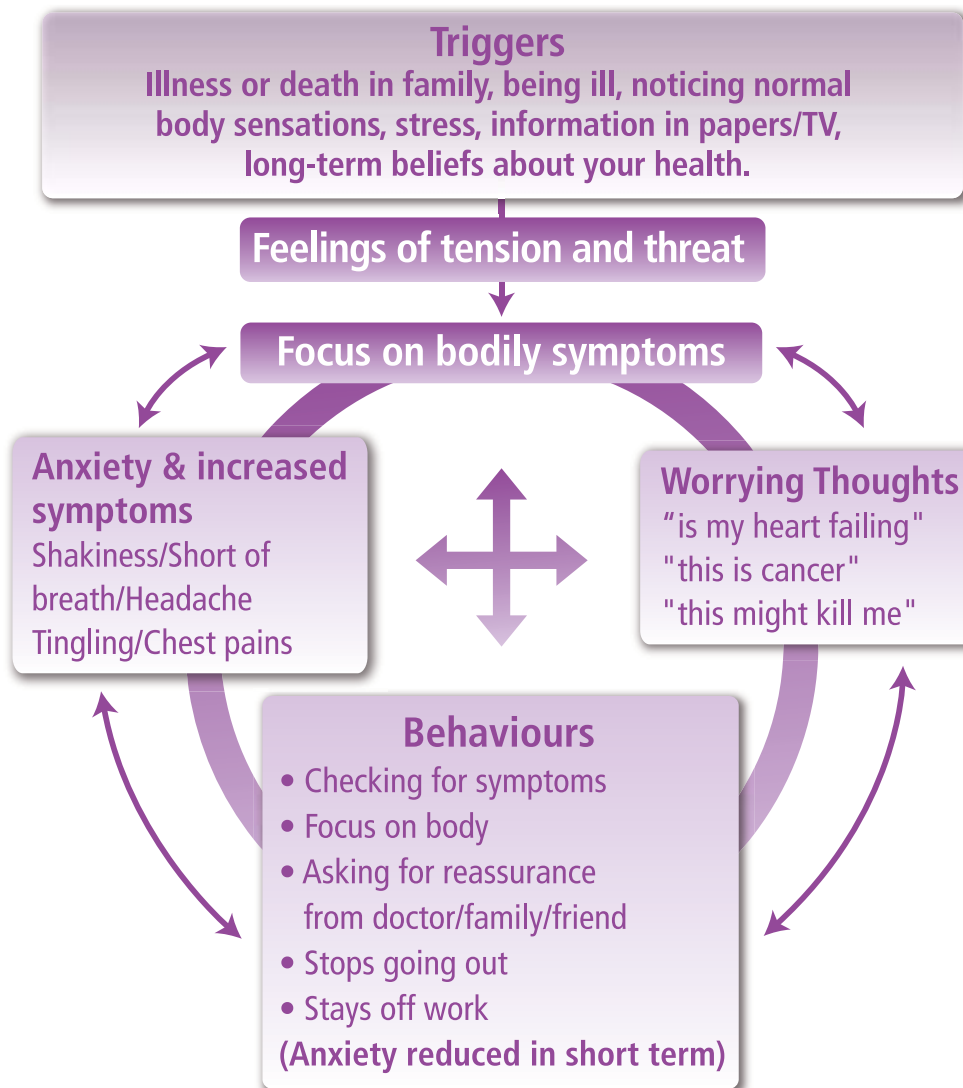 Triggers
Illness or death in family, being ill, noticing normal
body sensations, stress, information in papers/TV,
long-term beliefs about your health.
Feelings of tension and threat
Focus on bodily symptoms
Anxiety & increased
symptoms
Shakiness/Short of
breath/Headache
Tingling/Chest pains
Worrying Thoughts
“is my heart failing"
"this is cancer"
"this might kill me"
Behaviours
• Checking for symptoms
• Focus on body
• Asking for reassurance
from doctor/family/friend
• Stops going out
• Stays off work
(Anxiety reduced in short term)